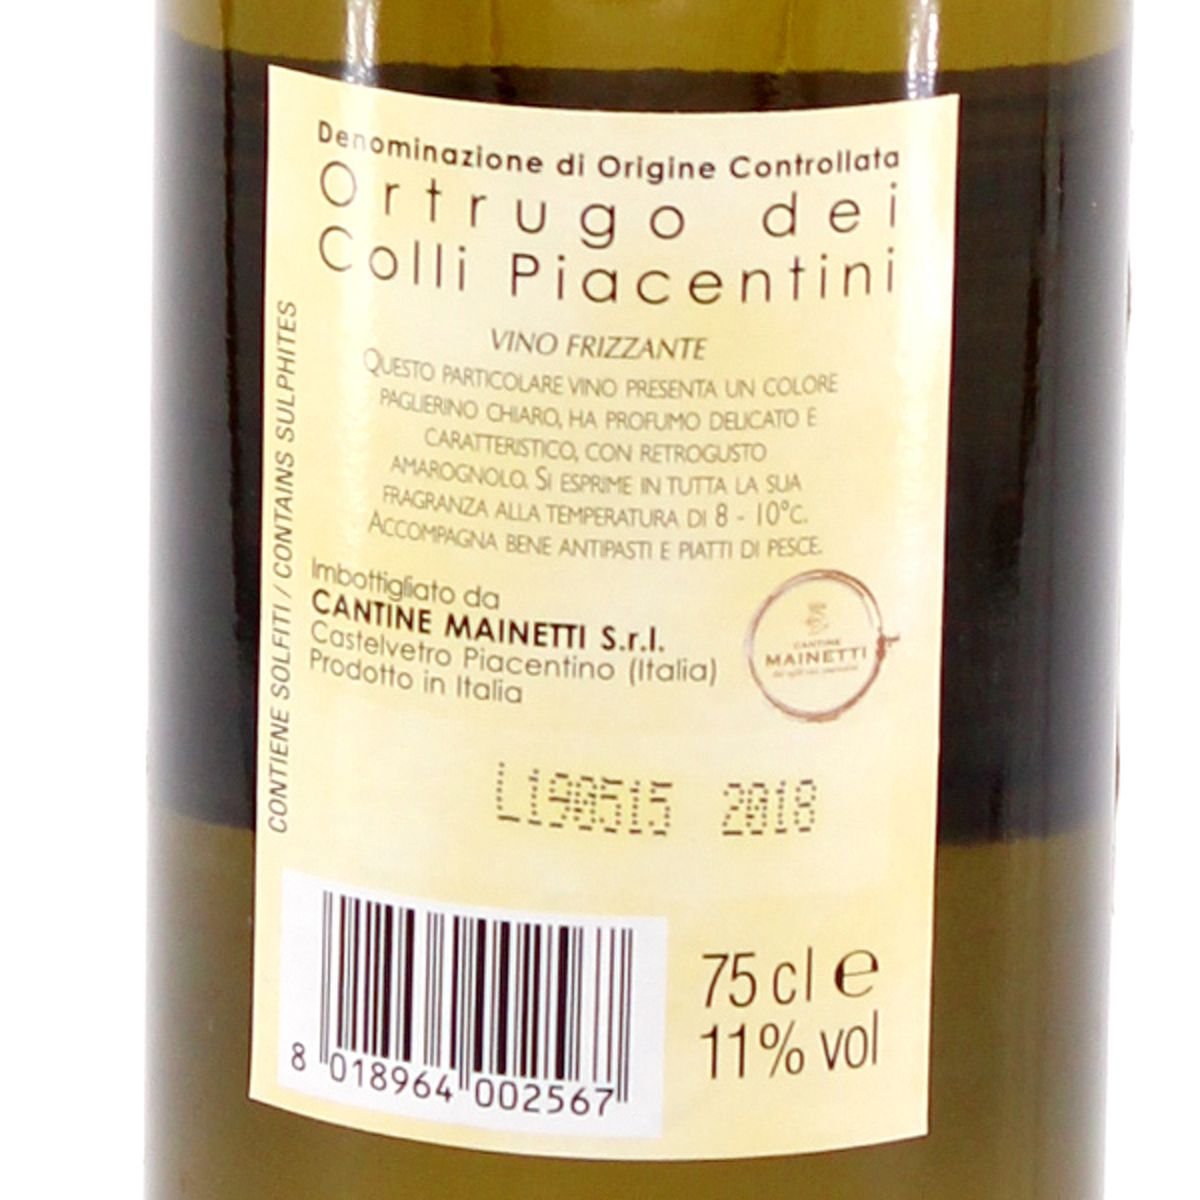 Denominazione di Origine Controllata
Ortrugo dei
Colli Piacentini
VINO FRIZZANTE
QUESTO PARTICOLARE VINO PRESENTA UN COLORE
PAGLIERINO CHIARO, HA PROFUMO DELICATO E
CARATTERISTICO, CON RETROGUSTO
AMAROGNOLO. SI ESPRIME IN TUTTA LA SUA
FRAGRANZA ALLA TEMPERATURA DI 8 - 10°C.
ACCOMPAGNA BENE ANTIPASTI E PIATTI DI PESCE.
CONTIENE SOLFITI / CONTAINS SULPHITES
Imbottigliato da
CANTINE MAINETTI S.r.l.
Castelvetro Piacentino (Italia)
Prodotto in Italia
CANTINE
MAINETTI
L190515 2018
8 018964 002567
75 cl e
11% vol